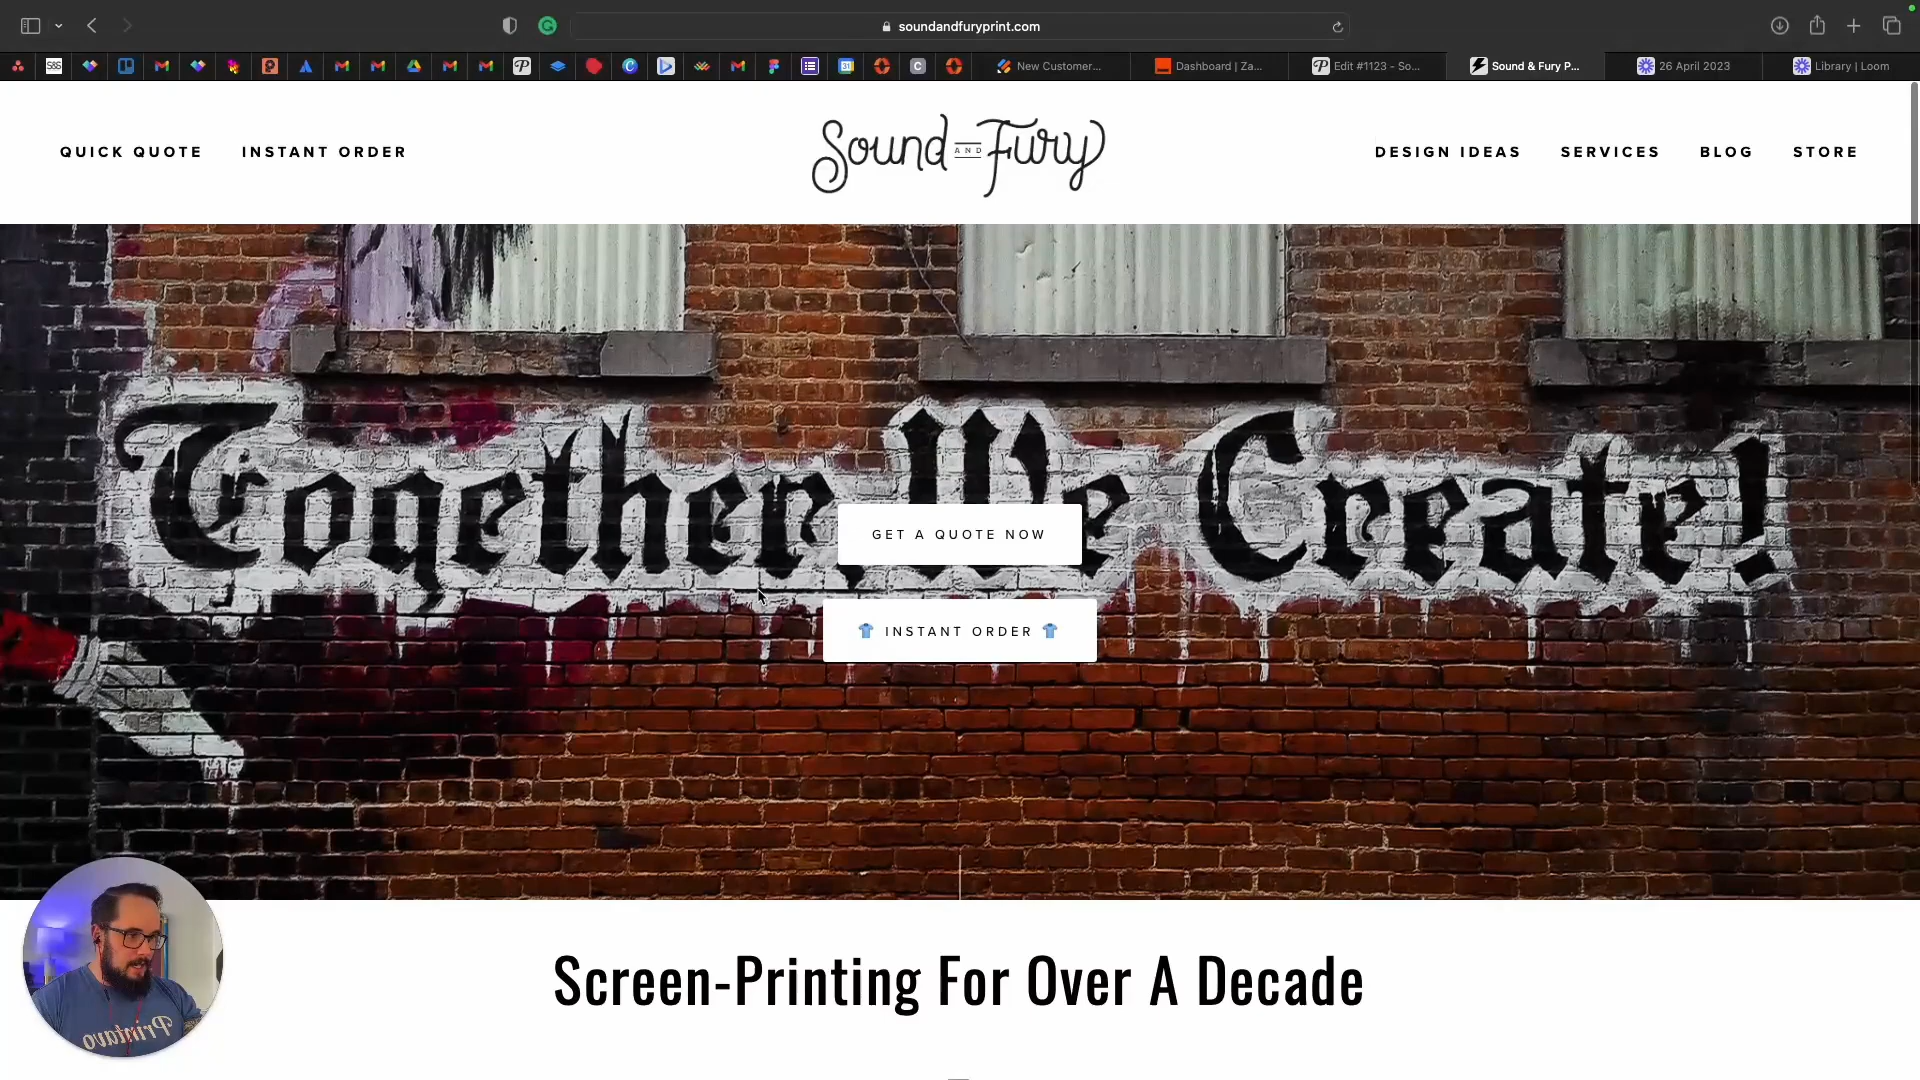 soundandfuryprint.com
S&S
31
C
New Customer...
Dashboard | Za...
Edit #1123 - So...
Sound & Fury P...
26 April 2023
Library | Loom
QUICK QUOTE
INSTANT ORDER
Sound AND Fury
DESIGN IDEAS
SERVICES
BLOG
STORE
Together We Create!
GET A QUOTE NOW
INSTANT ORDER
Screen-Printing For Over A Decade
Printavo